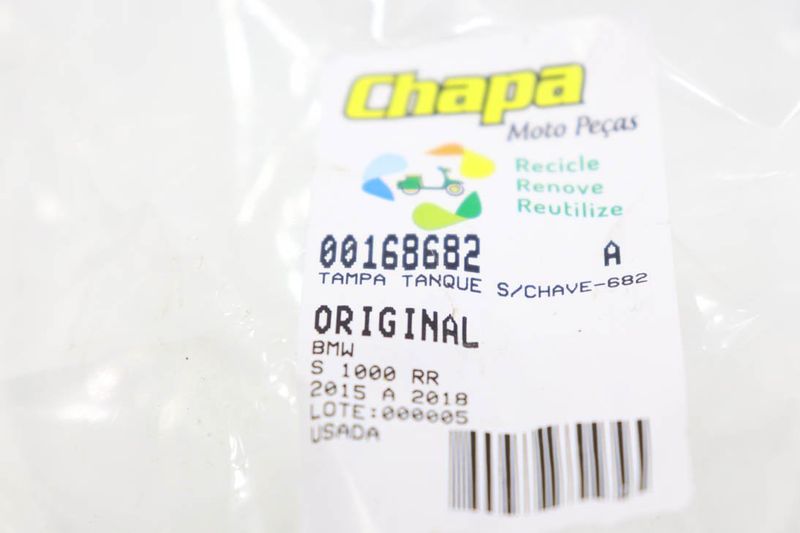 Chapa
Moto Peças
Recicle
Renove
Reutilize
00168682 A
TAMPA TANQUE S/CHAVE-682
ORIGINAL
BMW
S 1000 RR
2015 A 2018
LOTE:000005
USADA